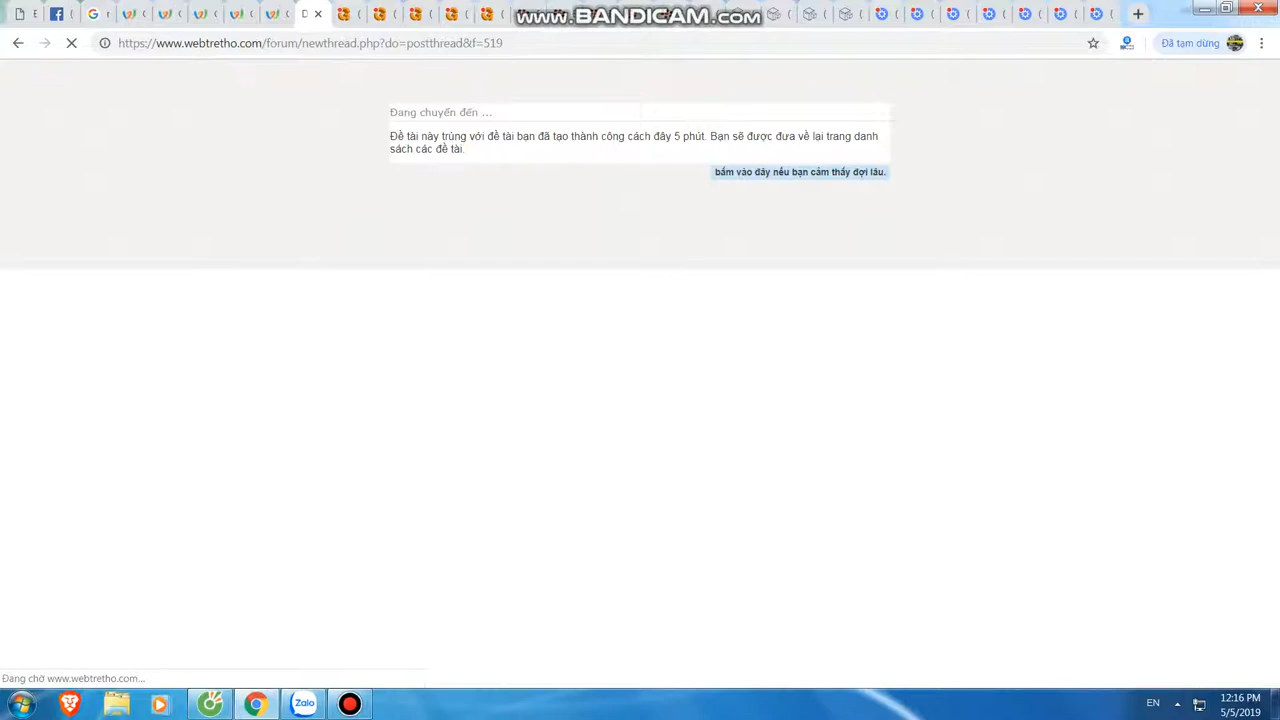 www.BANDICAM.com
https://www.webtretho.com/forum/newthread.php?do=postthread&f=519
Đã tạm dừng
Đang chuyển đến ...
Đề tài này trùng với đề tài bạn đã tạo thành công cách đây 5 phút. Bạn sẽ được đưa về lại trang danh
sách các đề tài.
bấm vào đây nếu bạn cảm thấy đợi lâu.
Đang chờ www.webtretho.com...
Zalo
EN
12:16 PM
5/5/2019